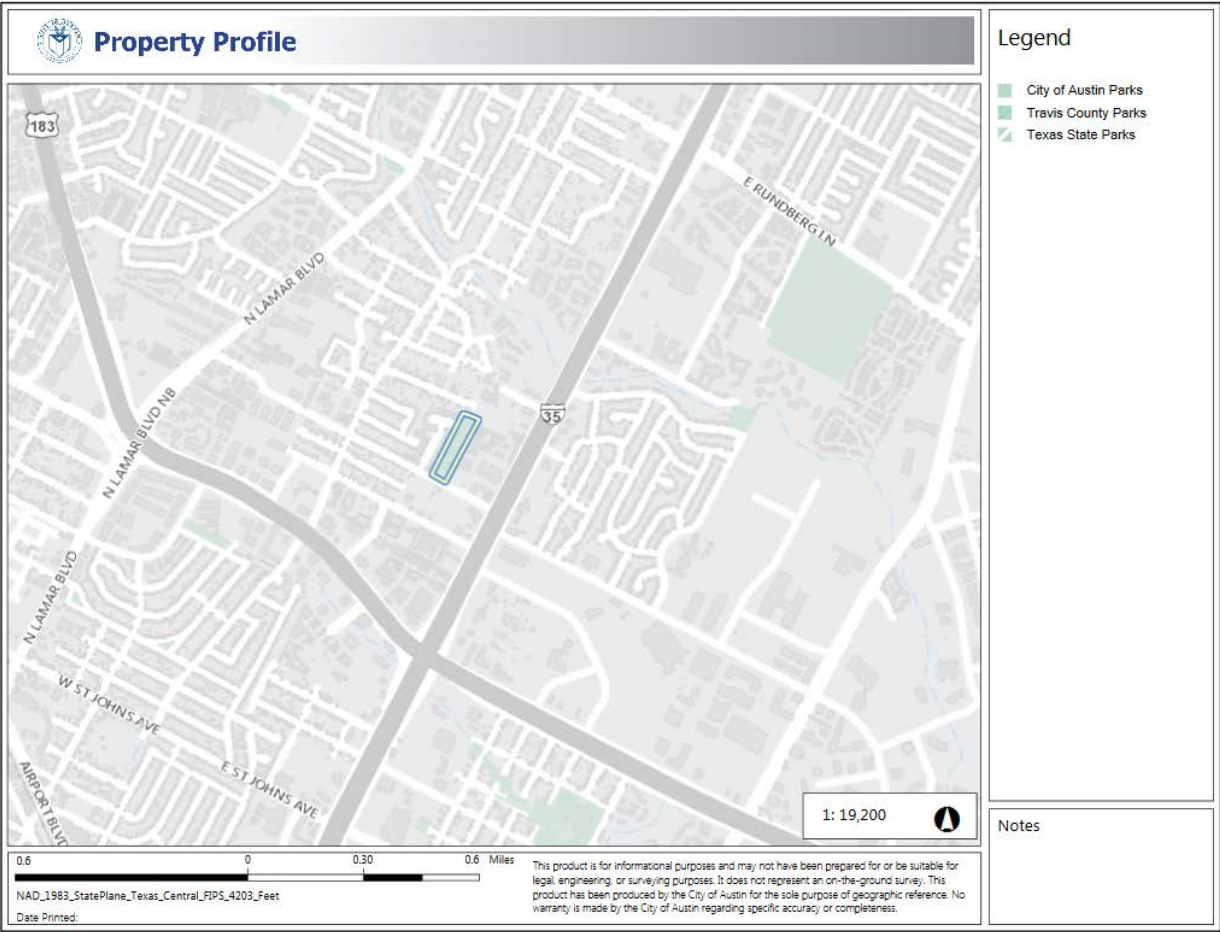 Property Profile
Legend
City of Austin Parks
Travis County Parks
Texas State Parks
183
E RUNDBERG LN
N LAMAR BLVD
35
N LAMAR BLVD NB
N LAMAR BLVD
W ST JOHNS AVE
E ST JOHNS AVE
AIRPORT BLVD
1: 19,200
Notes
0.6 0 0.30 0.6 Miles
NAD_1983_StatePlane_Texas_Central_FIPS_4203_Feet
Date Printed:
This product is for informational purposes and may not have been prepared for or be suitable for
legal, engineering, or surveying purposes. It does not represent an on-the-ground survey. This
product has been produced by the City of Austin for the sole purpose of geographic reference. No
warranty is made by the City of Austin regarding specific accuracy or completeness.